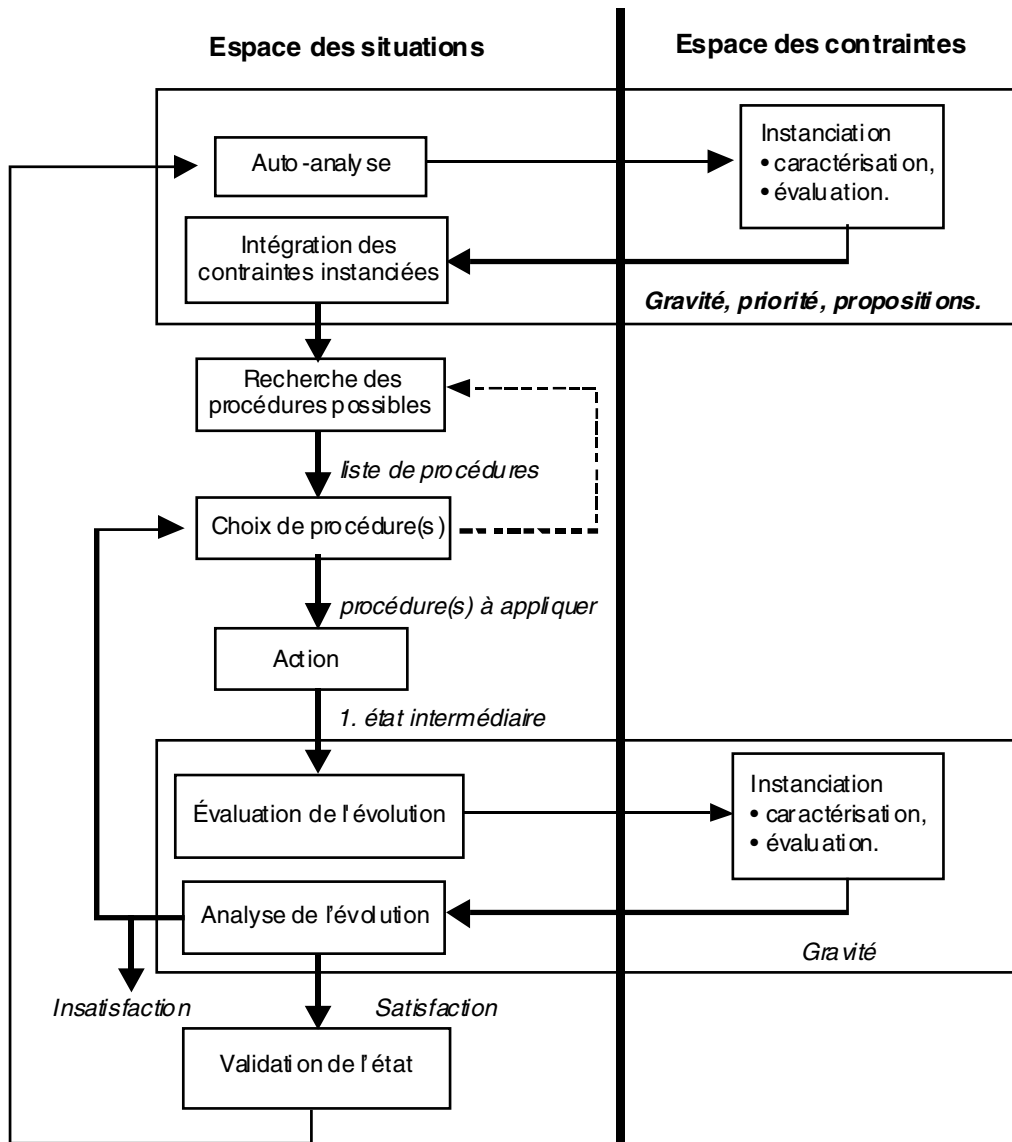 Espace des situations
Espace des contraintes
Auto-analyse
Instanciation
• caractérisation,
• évaluation.
Intégration des
contraintes instanciées
Gravité, priorité, propositions.
Recherche des
procédures possibles
liste de procédures
Choix de procédure(s)
procédure(s) à appliquer
Action
1. état intermédiaire
Évaluation de l'évolution
Instanciation
• caractérisation,
• évaluation.
Analyse de l'évolution
Gravité
Insatisfaction
Satisfaction
Validation de l'état